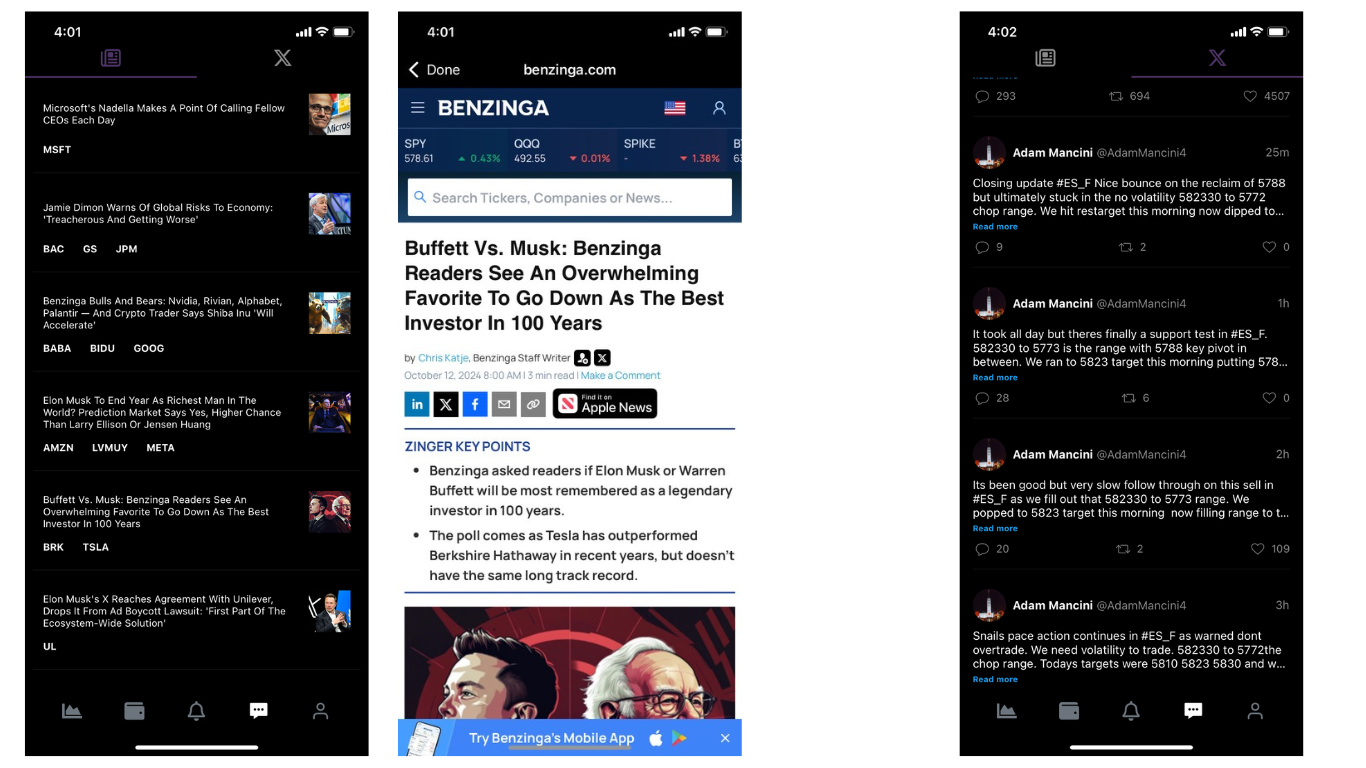 4:01
Microsoft's Nadella Makes A Point Of Calling Fellow
CEOs Each Day
Micros
MSFT
Jamie Dimon Warns Of Global Risks To Economy:
'Treacherous And Getting Worse'
BAC GS JPM
Benzinga Bulls And Bears: Nvidia, Rivian, Alphabet,
Palantir — And Crypto Trader Says Shiba Inu 'Will
Accelerate'
BABA BIDU GOOG
Elon Musk To End Year As Richest Man In The
World? Prediction Market Says Yes, Higher Chance
Than Larry Ellison Or Jensen Huang
AMZN LVMUY META
Buffett Vs. Musk: Benzinga Readers See An
Overwhelming Favorite To Go Down As The Best
Investor In 100 Years
BRK TSLA
Elon Musk's X Reaches Agreement With Unilever,
Drops It From Ad Boycott Lawsuit: 'First Part Of The
Ecosystem-Wide Solution'
UL
4:01
Done benzinga.com
BENZINGA
SPY QQQ SPIKE B
578.61 0.43% 492.55 0.01% - 1.38% 63
Search Tickers, Companies or News...
Buffett Vs. Musk: Benzinga
Readers See An Overwhelming
Favorite To Go Down As The Best
Investor In 100 Years
by Chris Katje, Benzinga Staff Writer
October 12, 2024 8:00 AM | 3 min read | Make a Comment
Find it on
Apple News
ZINGER KEY POINTS
• Benzinga asked readers if Elon Musk or Warren
Buffett will be most remembered as a legendary
investor in 100 years.
• The poll comes as Tesla has outperformed
Berkshire Hathaway in recent years, but doesn't
have the same long track record.
Try Benzinga's Mobile App
4:02
Read more
293 694 4507
Adam Mancini @AdamMancini4 25m
Closing update #ES_F Nice bounce on the reclaim of 5788
but ultimately stuck in the no volatility 582330 to 5772
chop range. We hit restarget this morning now dipped to...
Read more
9 2 0
Adam Mancini @AdamMancini4 1h
It took all day but theres finally a support test in #ES_F.
582330 to 5773 is the range with 5788 key pivot in
between. We ran to 5823 target this morning putting 578...
Read more
28 6 0
Adam Mancini @AdamMancini4 2h
Its been good but very slow follow through on this sell in
#ES_F as we fill out that 582330 to 5773 range. We
popped to 5823 target this morning now filling range to t...
Read more
20 2 109
Adam Mancini @AdamMancini4 3h
Snails pace action continues in #ES_F as warned dont
overtrade. We need volatility to trade. 582330 to 5772the
chop range. Todays targets were 5810 5823 5830 and w...
Read more